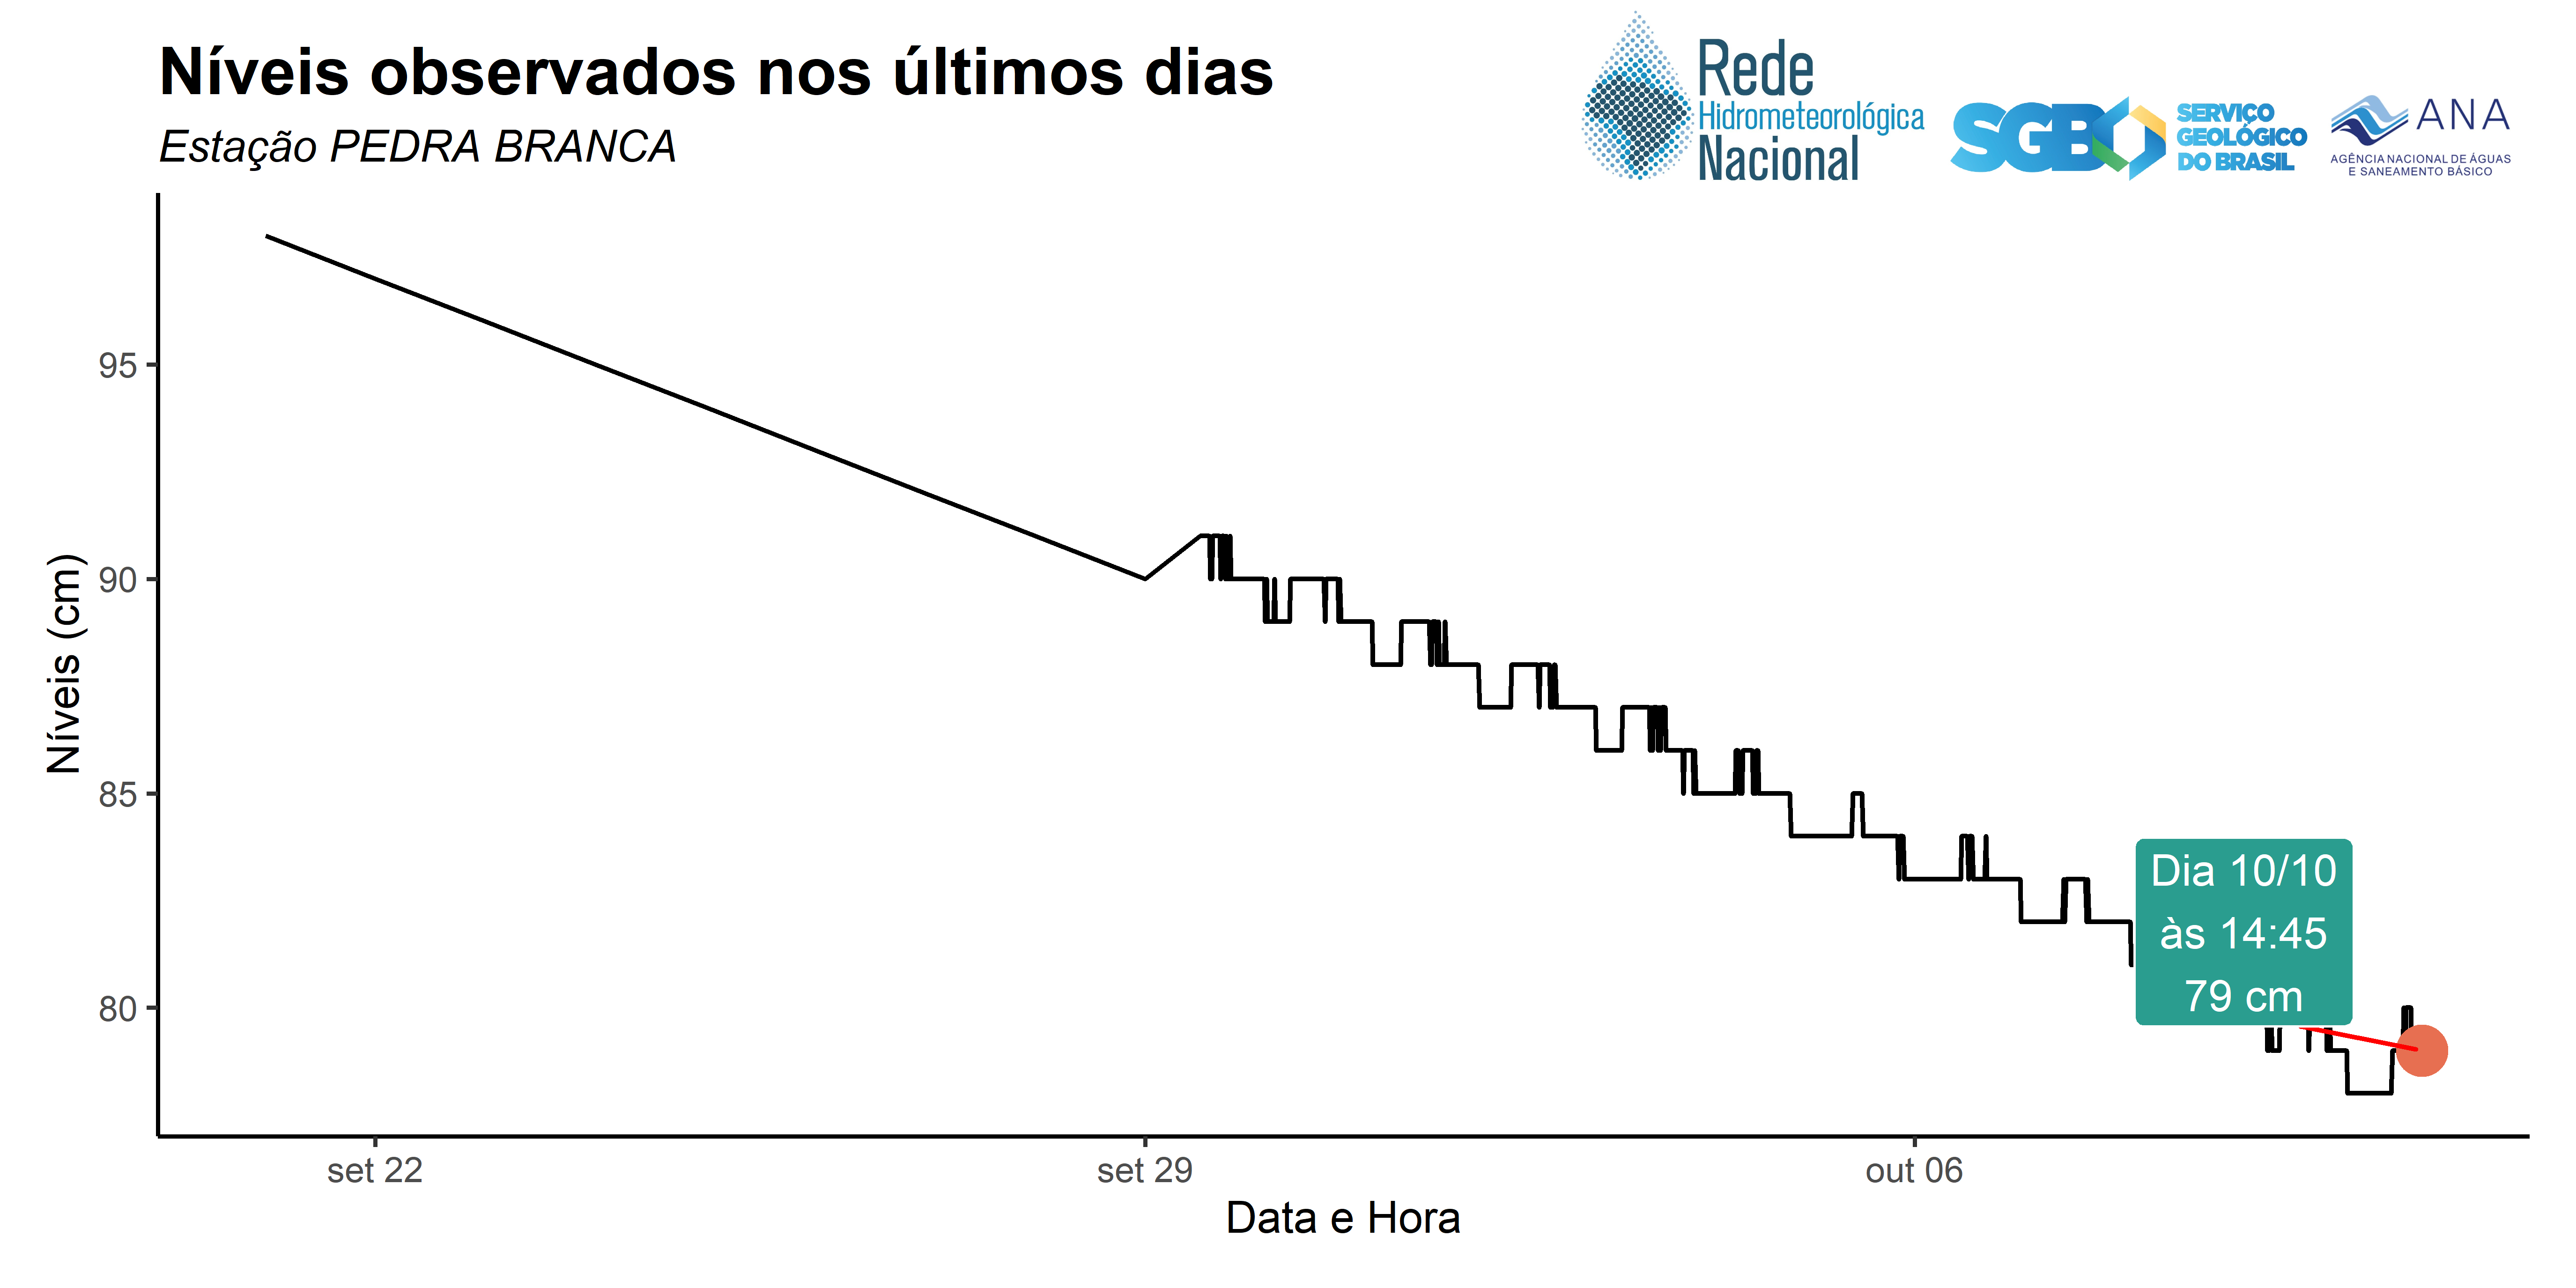 Níveis observados nos últimos dias
Estação PEDRA BRANCA
Rede
Hidrometeorológica
Nacional
SGB
SERVIÇO
GEOLÓGICO
DO BRASIL
ANA
AGÊNCIA NACIONAL DE ÁGUAS
E SANEAMENTO BÁSICO
Níveis (cm)
95
90
85
80
Dia 10/10
às 14:45
79 cm
set 22
set 29
out 06
Data e Hora